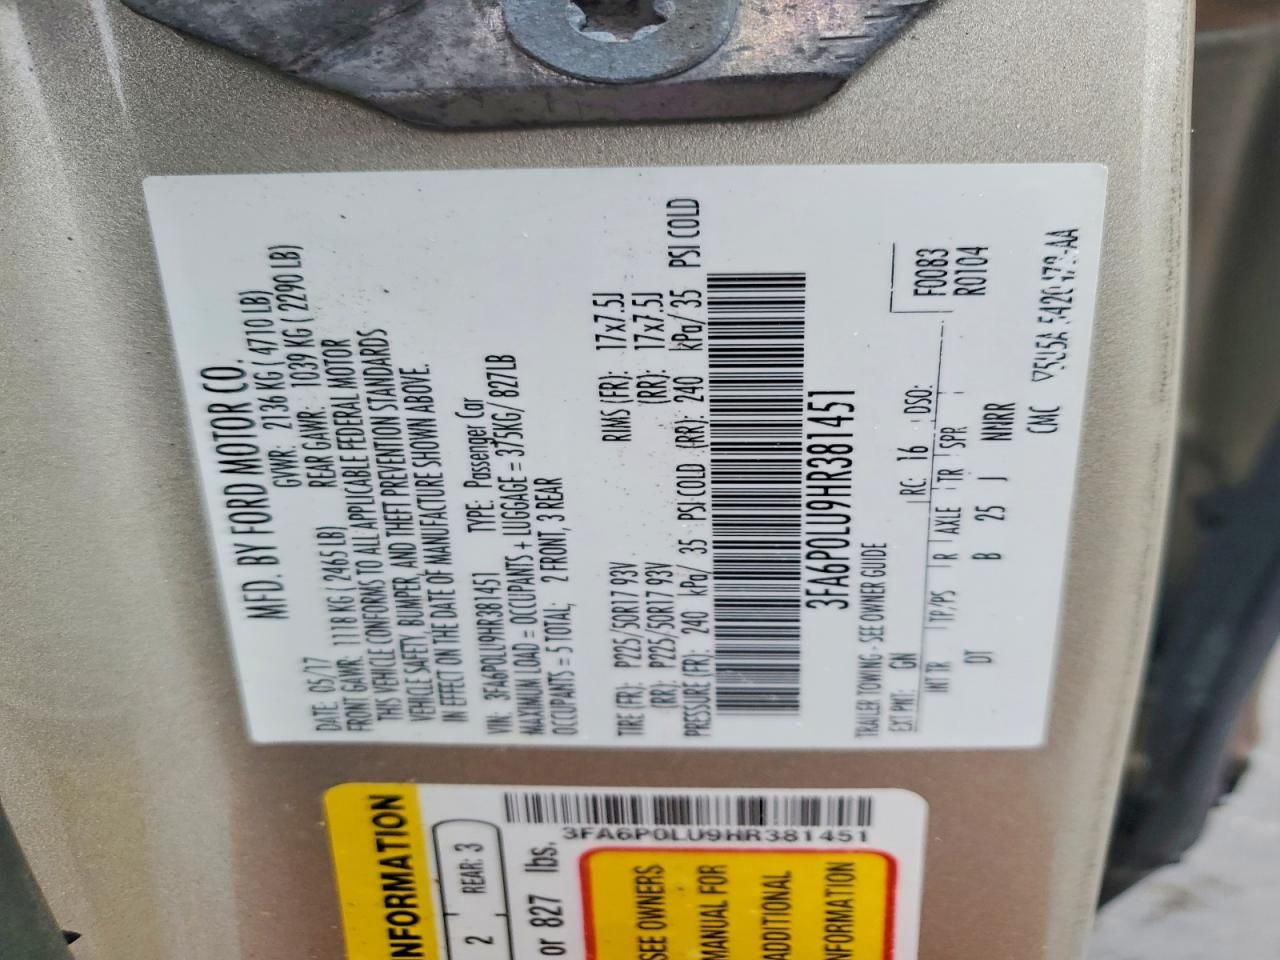 MFD. BY FORD MOTOR CO.
DATE: 05/17 GVWR: 2136 KG ( 4710 LB)
FRONT GAWR: 1118 KG ( 2465 LB) REAR GAWR: 1039 KG ( 2290 LB)
THIS VEHICLE CONFORMS TO ALL APPLICABLE FEDERAL MOTOR
VEHICLE SAFETY, BUMPER, AND THEFT PREVENTION STANDARDS
IN EFFECT ON THE DATE OF MANUFACTURE SHOWN ABOVE.
VIN: 3FA6P0LU9HR381451 TYPE: Passenger Car
MAXIMUM LOAD = OCCUPANTS + LUGGAGE = 375KG/ 827LB
OCCUPANTS = 5 TOTAL; 2 FRONT, 3 REAR
TIRE (FR): P225/50R17 93V RIMS (FR): 17x7.5J
(RR): P225/50R17 93V (RR): 17x7.5J
PRESSURE (FR): 240 kPa/ 35 PSI COLD (RR): 240 kPa/ 35 PSI COLD
3FA6P0LU9HR381451
TRAILER TOWING - SEE OWNER GUIDE
EXT PNT: GN RC: 16 DSO: F0083
INT TR TP/PS R AXLE TR SPR R0104
DT B 25 J NMRR
CMC
INFORMATION
2 REAR: 3
or 827 lbs.
3FA6P0LU9HR381451
SEE OWNERS
MANUAL FOR
ADDITIONAL
INFORMATION